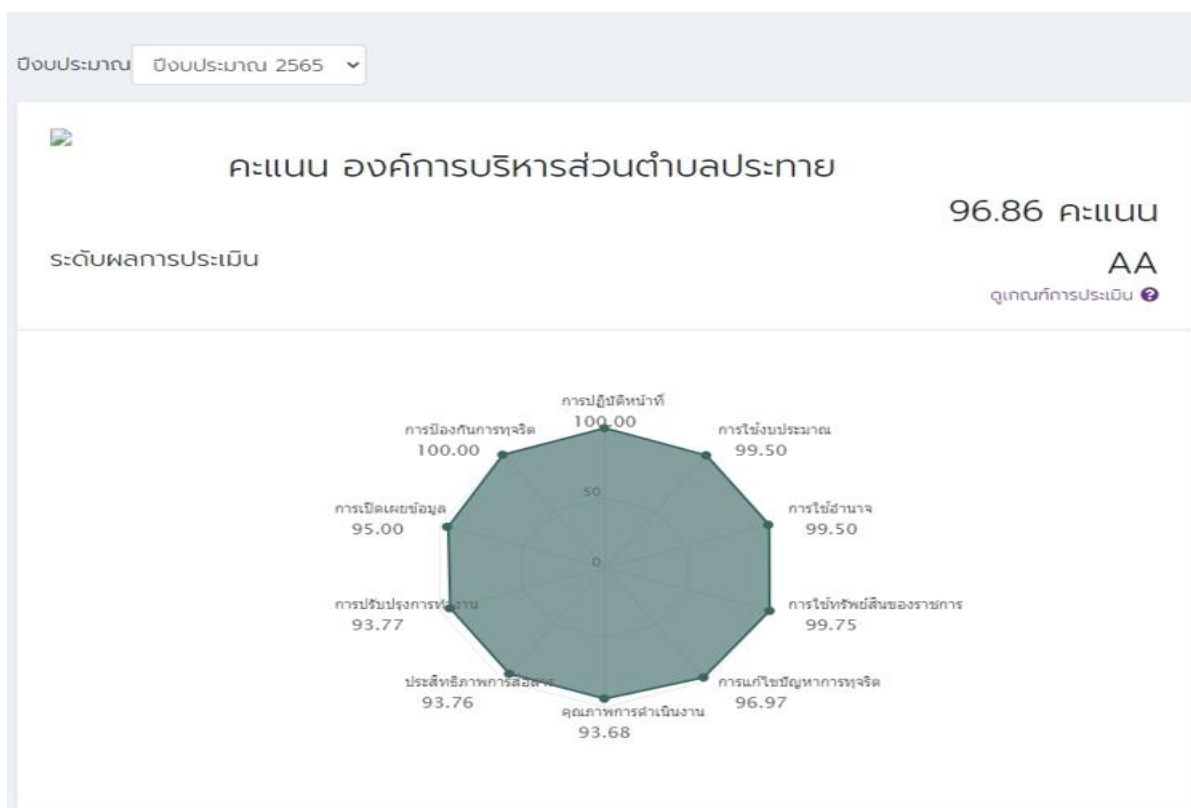 ปีงบประมาณ ปีงบประมาณ 2565
คะแนน องค์การบริหารส่วนตำบลประทาย
96.86 คะแนน
ระดับผลการประเมิน
AA
ดูเกณฑ์การประเมิน
การปฏิบัติหน้าที่
100.00
การป้องกันการทุจริต
100.00
การใช้งบประมาณ
99.50
50
การเปิดเผยข้อมูล
95.00
การใช้อำนาจ
99.50
0
การปรับปรุงการทำงาน
93.77
การใช้ทรัพย์สินของราชการ
99.75
ประสิทธิภาพการสื่อสาร
93.76
การแก้ไขปัญหาการทุจริต
96.97
คุณภาพการดำเนินงาน
93.68